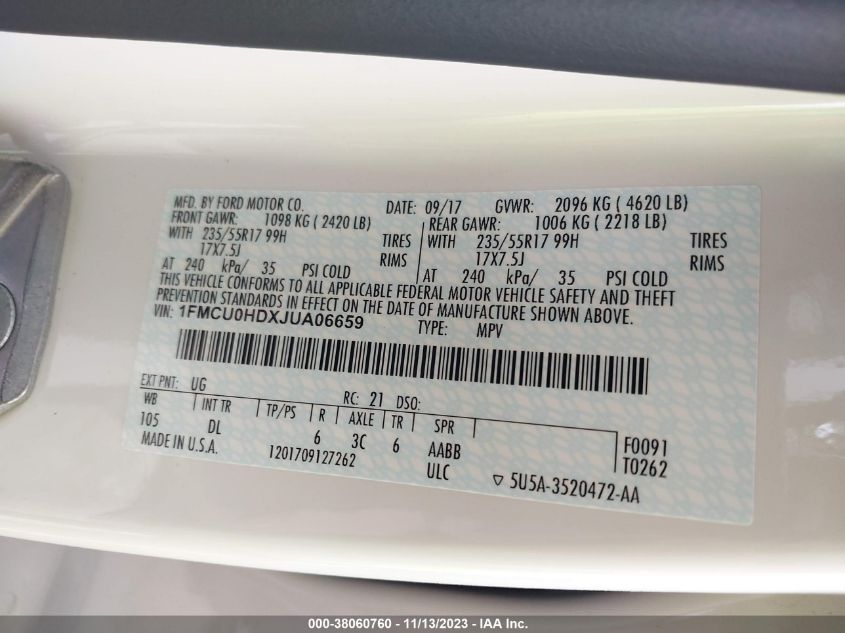 MFD. BY FORD MOTOR CO. DATE: 09/17 GVWR: 2096 KG ( 4620 LB)
FRONT GAWR: 1098 KG ( 2420 LB) REAR GAWR: 1006 KG ( 2218 LB)
WITH 235/55R17 99H TIRES WITH 235/55R17 99H TIRES
17X7.5J RIMS 17X7.5J RIMS
AT 240 kPa/ 35 PSI COLD AT 240 kPa/ 35 PSI COLD
THIS VEHICLE CONFORMS TO ALL APPLICABLE FEDERAL MOTOR VEHICLE SAFETY AND THEFT
PREVENTION STANDARDS IN EFFECT ON THE DATE OF MANUFACTURE SHOWN ABOVE.
VIN: 1FMCU0HDXJUA06659 TYPE: MPV
EXT PNT: UG RC: 21 DSO:
WB INT TR TP/PS R AXLE TR SPR
105 DL 6 3C 6 AABB F0091
MADE IN U.S.A. 1201709127262 ULC T0262
5U5A-3520472-AA
000-38060760 - 11/13/2023 - IAA Inc.